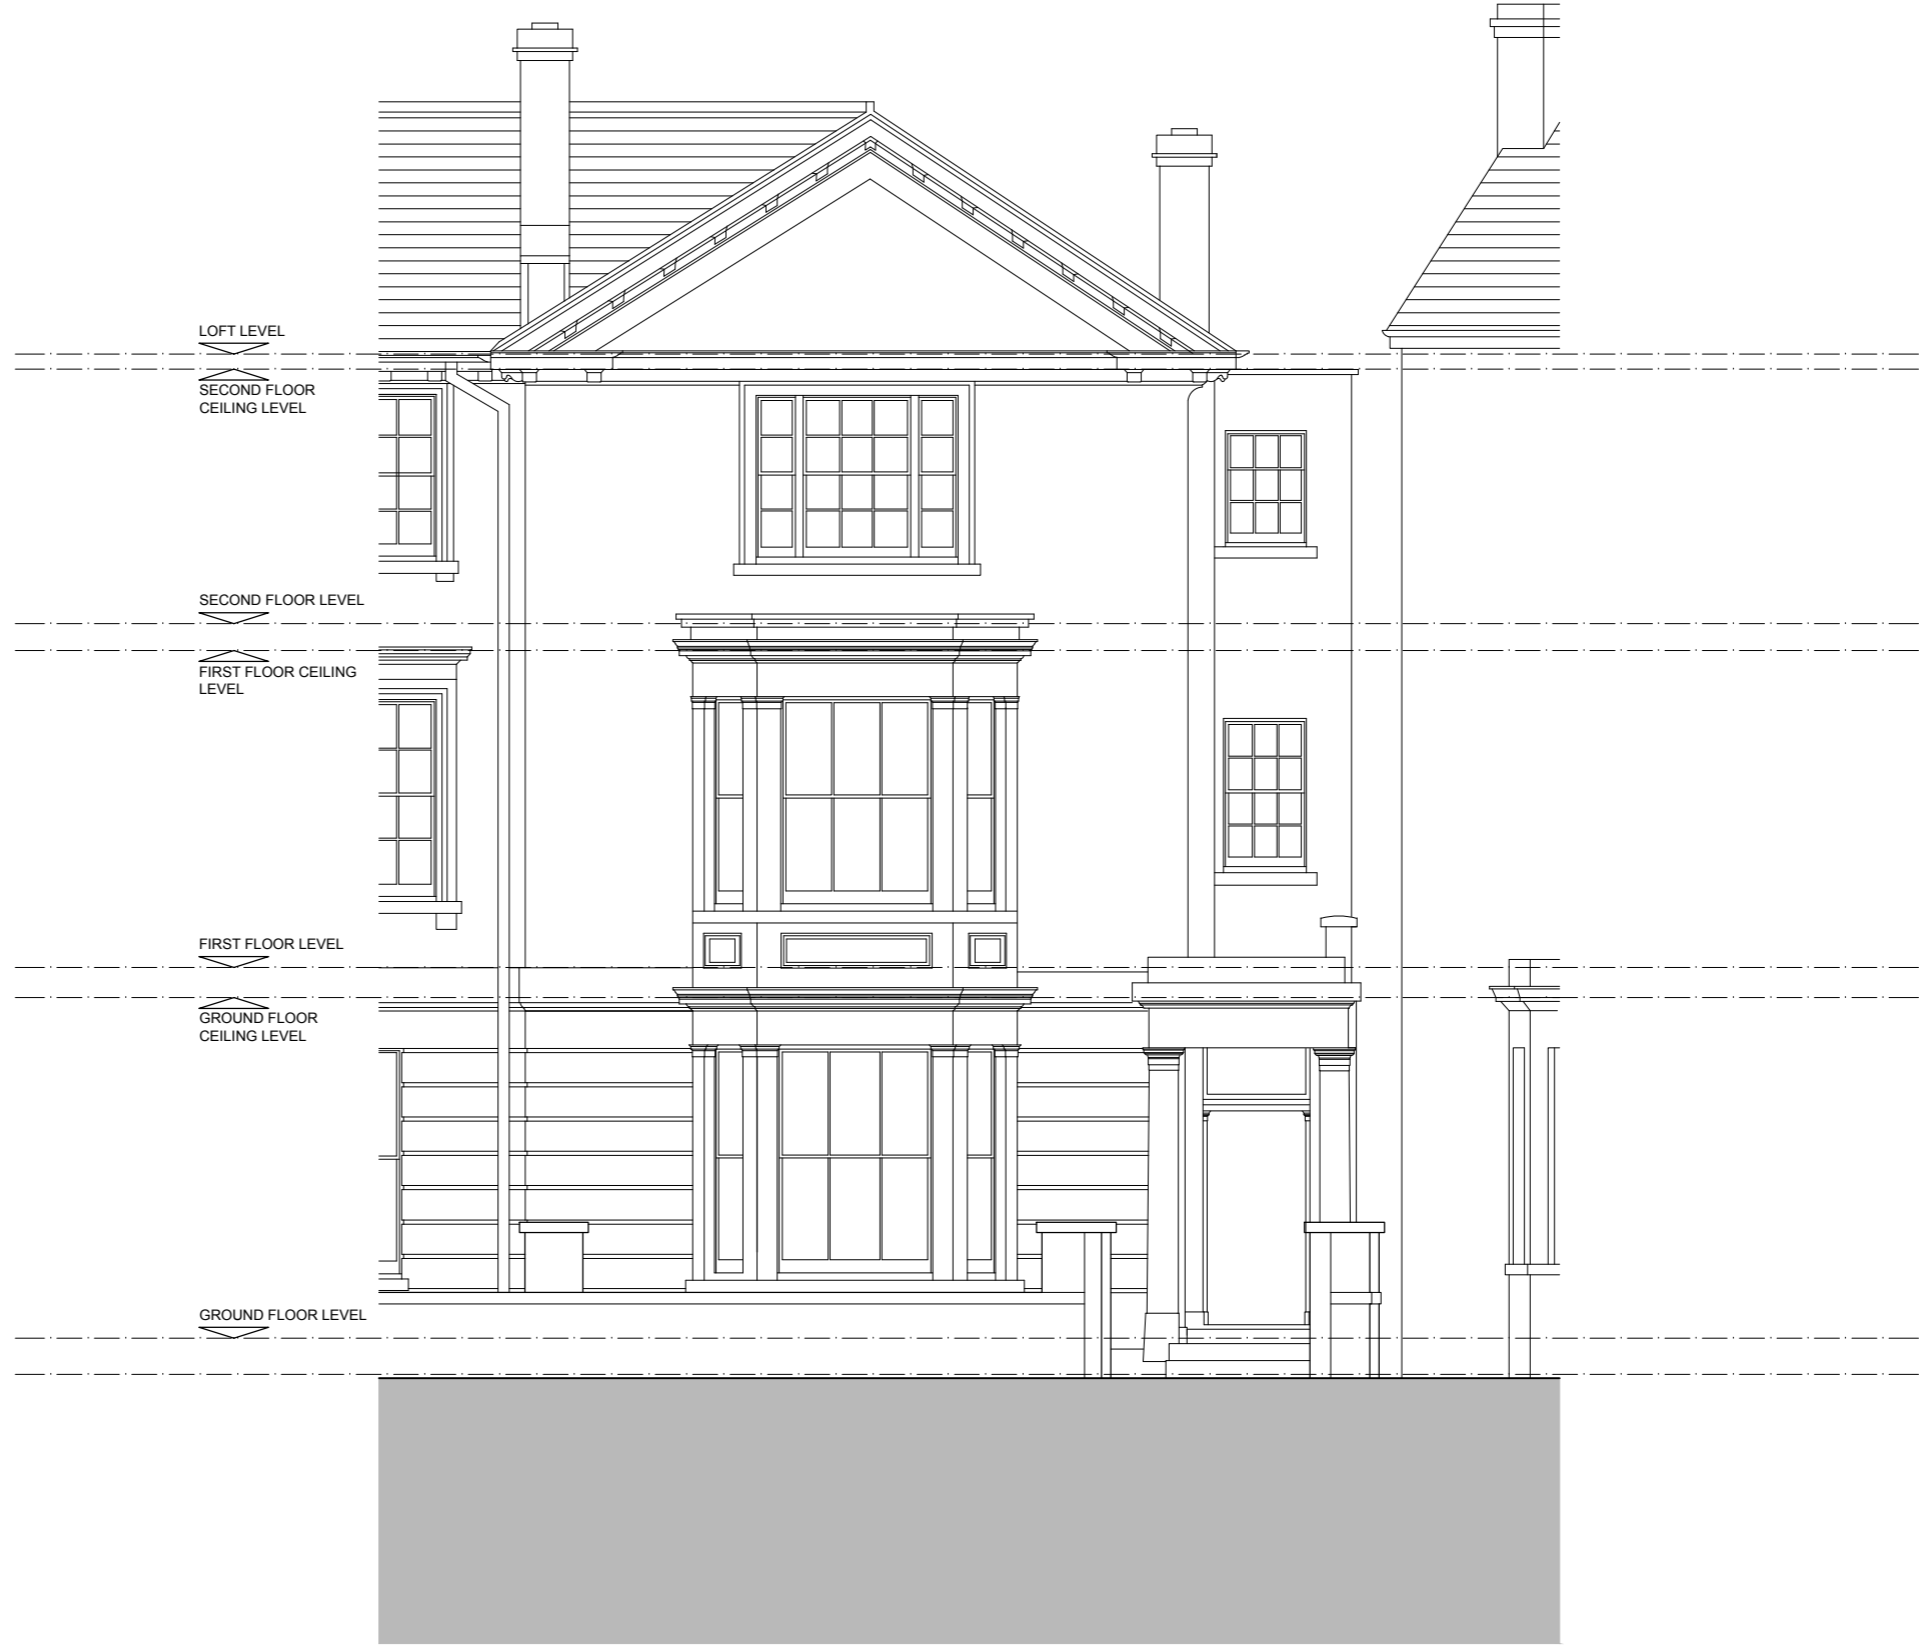 LOFT LEVEL
SECOND FLOOR
CEILING LEVEL
SECOND FLOOR LEVEL
FIRST FLOOR CEILING
LEVEL
FIRST FLOOR LEVEL
GROUND FLOOR
CEILING LEVEL
GROUND FLOOR LEVEL